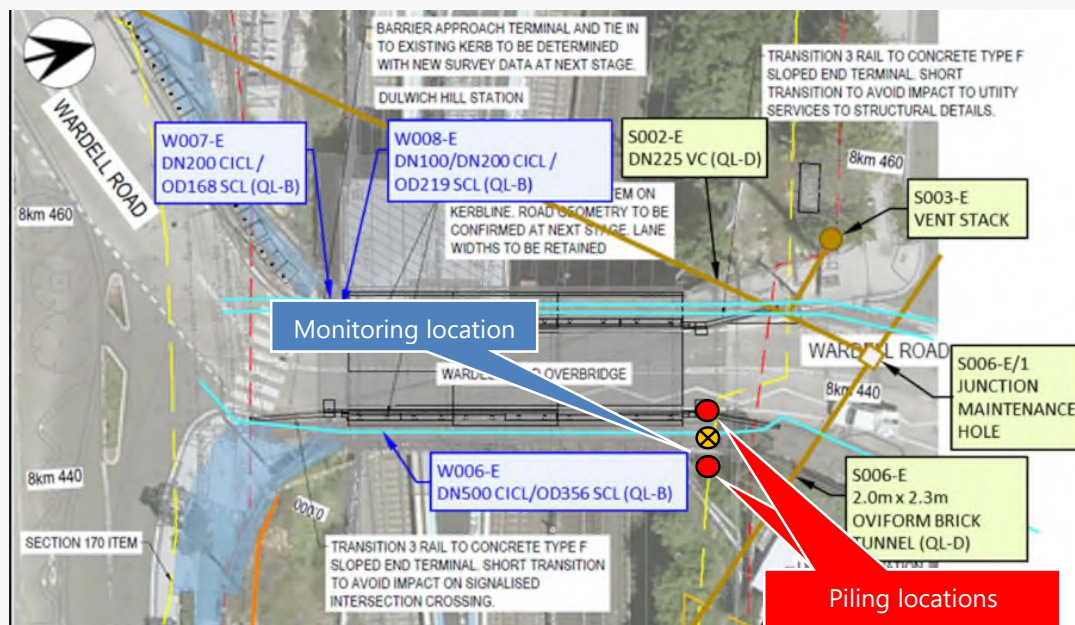 BARRIER APPROACH TERMINAL AND TIE IN
TO EXISTING KERB TO BE DETERMINED
WITH NEW SURVEY DATA AT NEXT STAGE.
DULWICH HILL STATION
TRANSITION 3 RAIL TO CONCRETE TYPE F
SLOPED END TERMINAL. SHORT
TRANSITION TO AVOID IMPACT TO UTIITY
SERVICES TO STRUCTURAL DETAILS.
WARDELL ROAD
W007-E
DN200 CICL /
OD168 SCL (QL-B)
W008-E
DN100/DN200 CICL /
OD219 SCL (QL-B)
S002-E
DN225 VC (QL-D)
8km 460
S003-E
VENT STACK
8km 460
EM ON
KERBLINE. ROAD GEOMETRY TO BE
CONFIRMED AT NEXT STAGE. LANE
WIDTHS TO BE RETAINED
Monitoring location
WARDELL ROAD
WARDELL OVERBRIDGE
S006-E/1
JUNCTION
MAINTENANCE
HOLE
8km 440
8km 440
W006-E
DN500 CICL/OD356 SCL (QL-B)
S006-E
2.0m x 2.3m
OVIFORM BRICK
TUNNEL (QL-D)
000.0
SECTION 170 ITEM
TRANSITION 3 RAIL TO CONCRETE TYPE F
SLOPED END TERMINAL. SHORT TRANSITION
TO AVOID IMPACT ON SIGNALISED
INTERSECTION CROSSING.
Piling locations